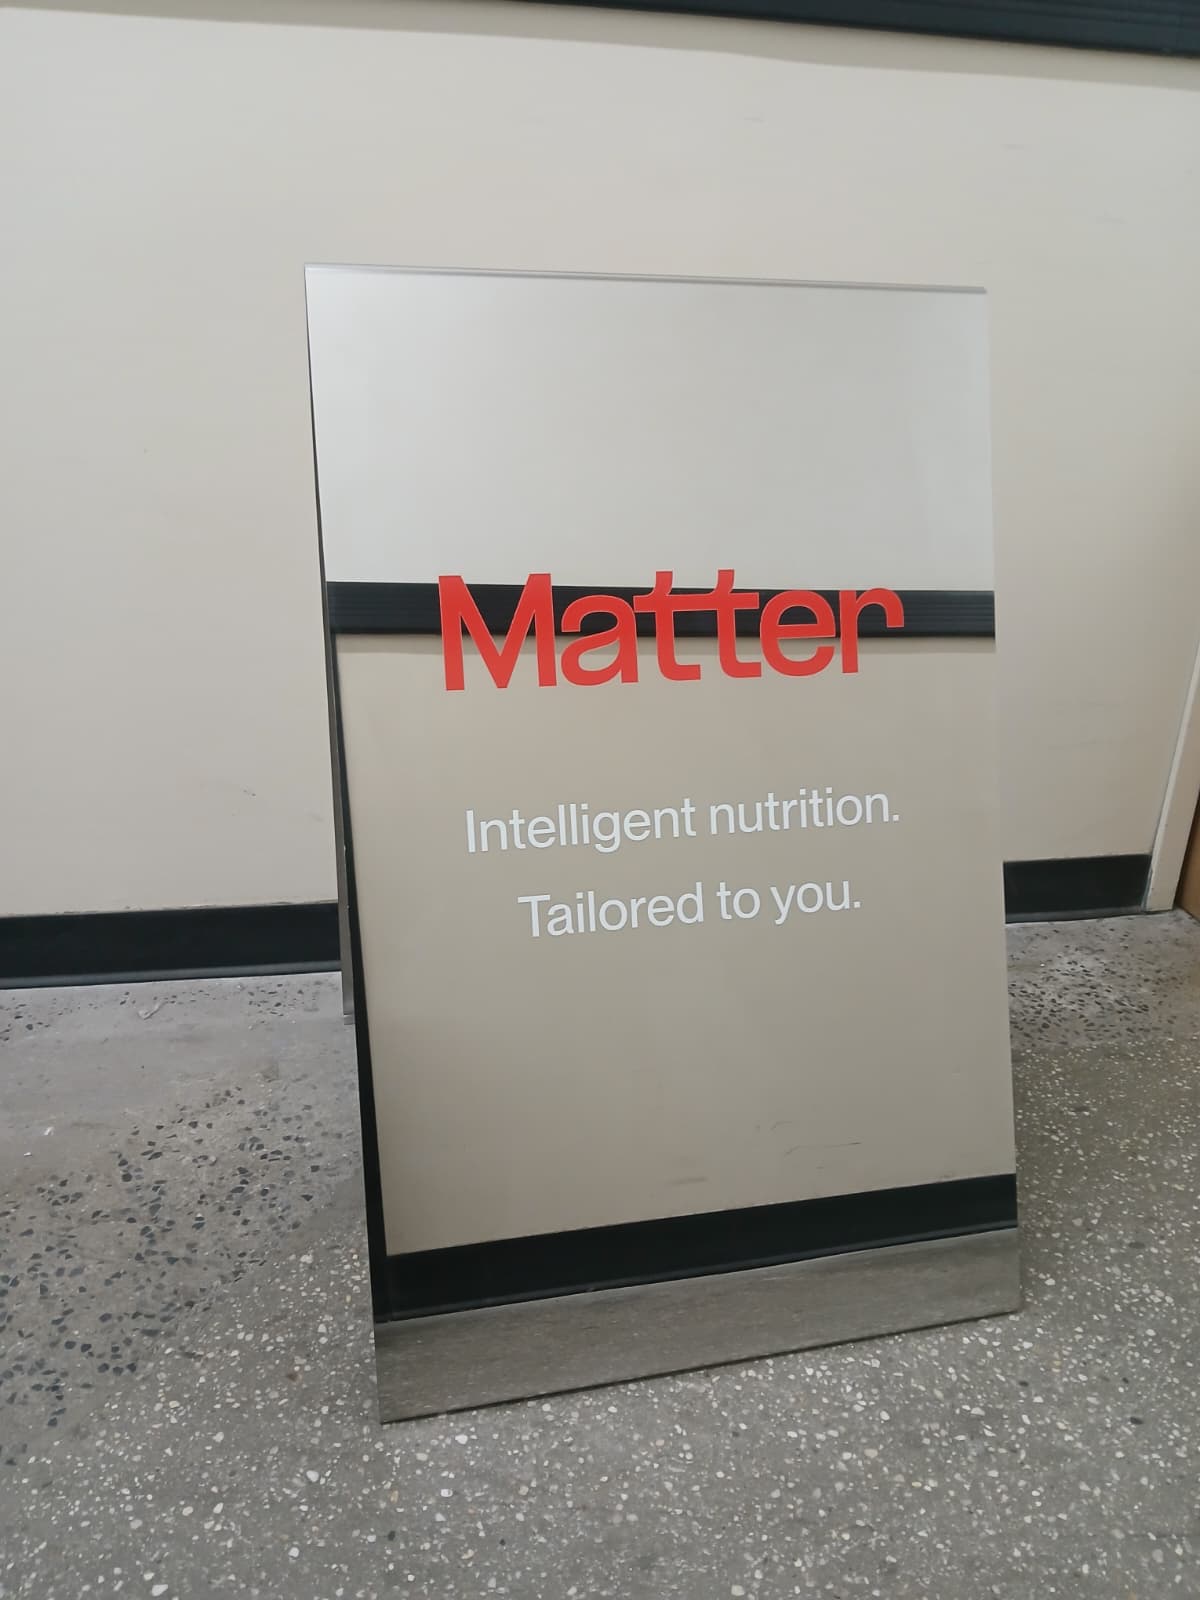 Matter
Intelligent nutrition.
Tailored to you.